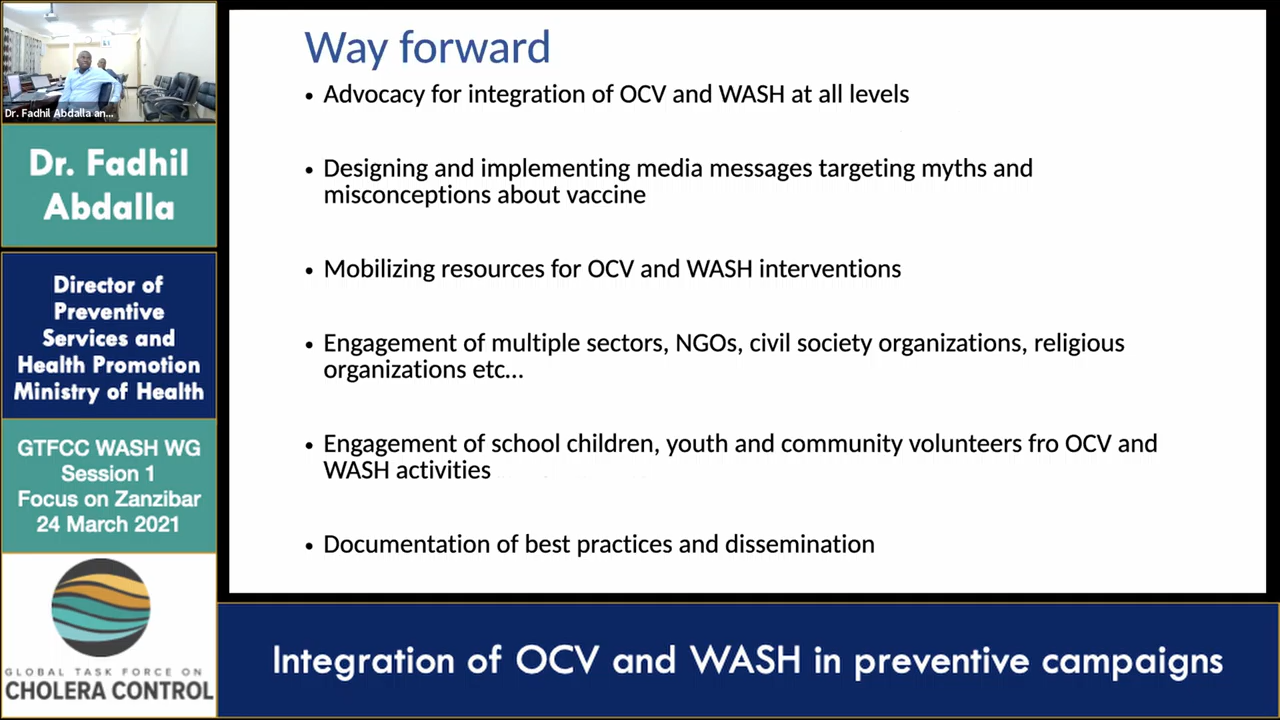 Dr. Fadhil Abdalla an...
Dr. Fadhil
Abdalla
Director of
Preventive
Services and
Health Promotion
Ministry of Health
GTFCC WASH WG
Session 1
Focus on Zanzibar
24 March 2021
GLOBAL TASK FORCE ON
CHOLERA CONTROL
Way forward
• Advocacy for integration of OCV and WASH at all levels
• Designing and implementing media messages targeting myths and
misconceptions about vaccine
• Mobilizing resources for OCV and WASH interventions
• Engagement of multiple sectors, NGOs, civil society organizations, religious
organizations etc...
• Engagement of school children, youth and community volunteers fro OCV and
WASH activities
• Documentation of best practices and dissemination
Integration of OCV and WASH in preventive campaigns